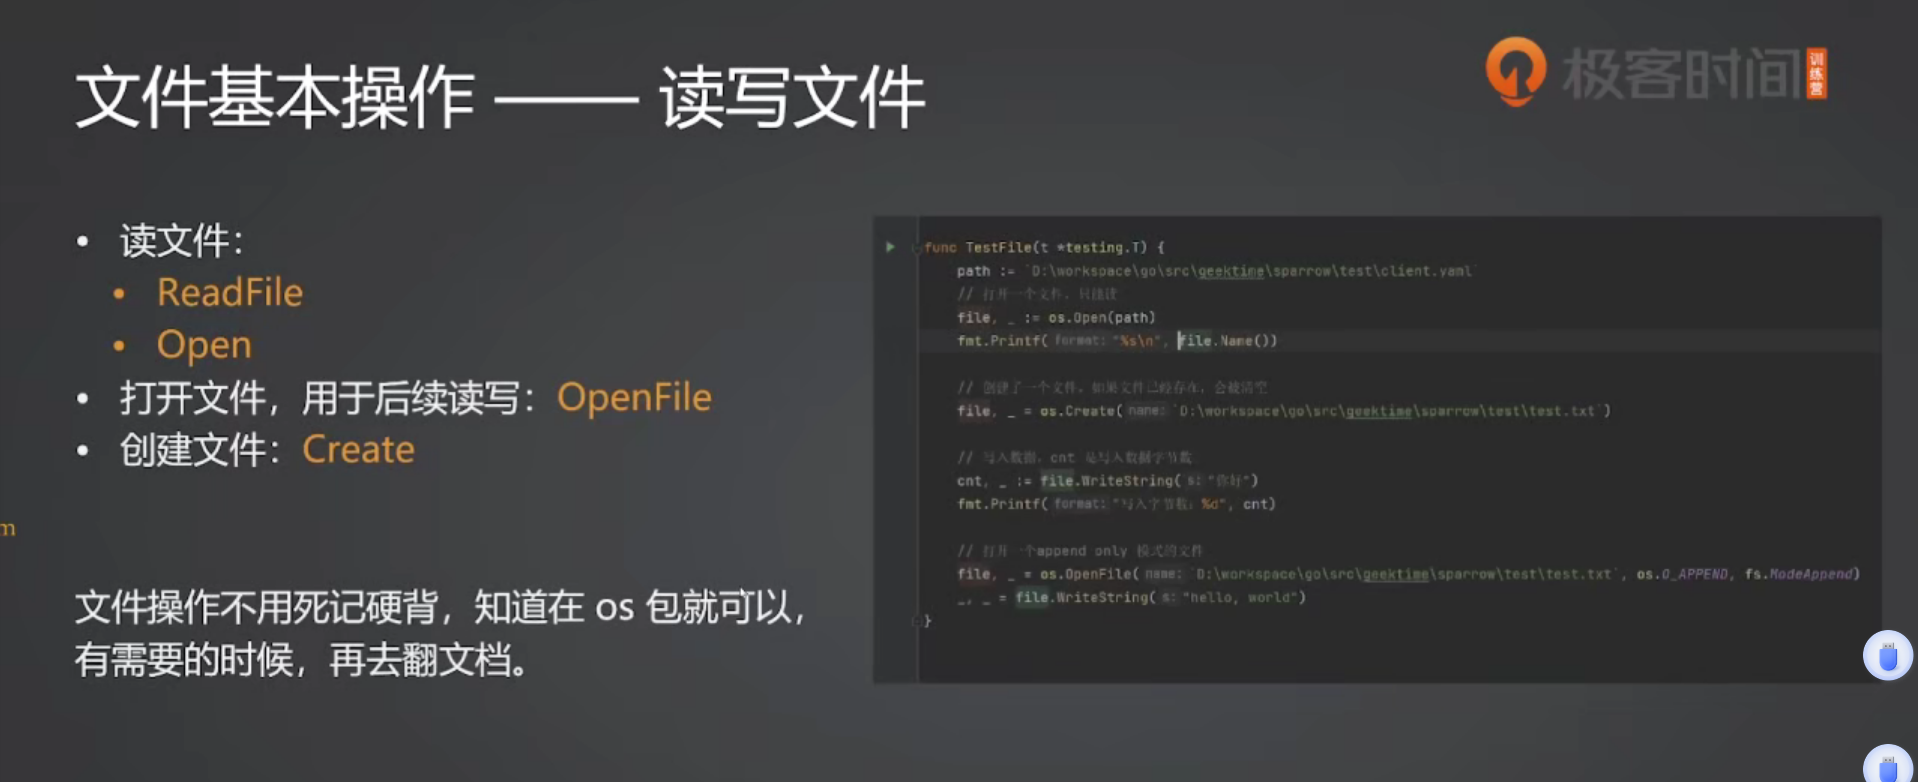 文件基本操作 —— 读写文件
极客时间
训练营
• 读文件：
• ReadFile
• Open
• 打开文件，用于后续读写：OpenFile
• 创建文件：Create
m
文件操作不用死记硬背，知道在 os 包就可以，
有需要的时候，再去翻文档。
func TestFile(t *testing.T) {
path := `D:\workspace\go\src\geektime\sparrow\test\client.yaml`
// 打开一个文件，只能读
file, _ := os.Open(path)
fmt.Printf( format: "%s\n", file.Name())
// 创建了一个文件，如果文件已经存在，会被清空
file, _ = os.Create( name: `D:\workspace\go\src\geektime\sparrow\test\test.txt`)
// 写入数据，cnt 是写入数据字节数
cnt, _ := file.WriteString( s: "你好")
fmt.Printf( format: "写入字节数：%d", cnt)
// 打开一个append only 模式的文件
file, _ = os.OpenFile( name: `D:\workspace\go\src\geektime\sparrow\test\test.txt`, os.O_APPEND, fs.ModeAppend)
_, _ = file.WriteString( s: "hello, world")
}